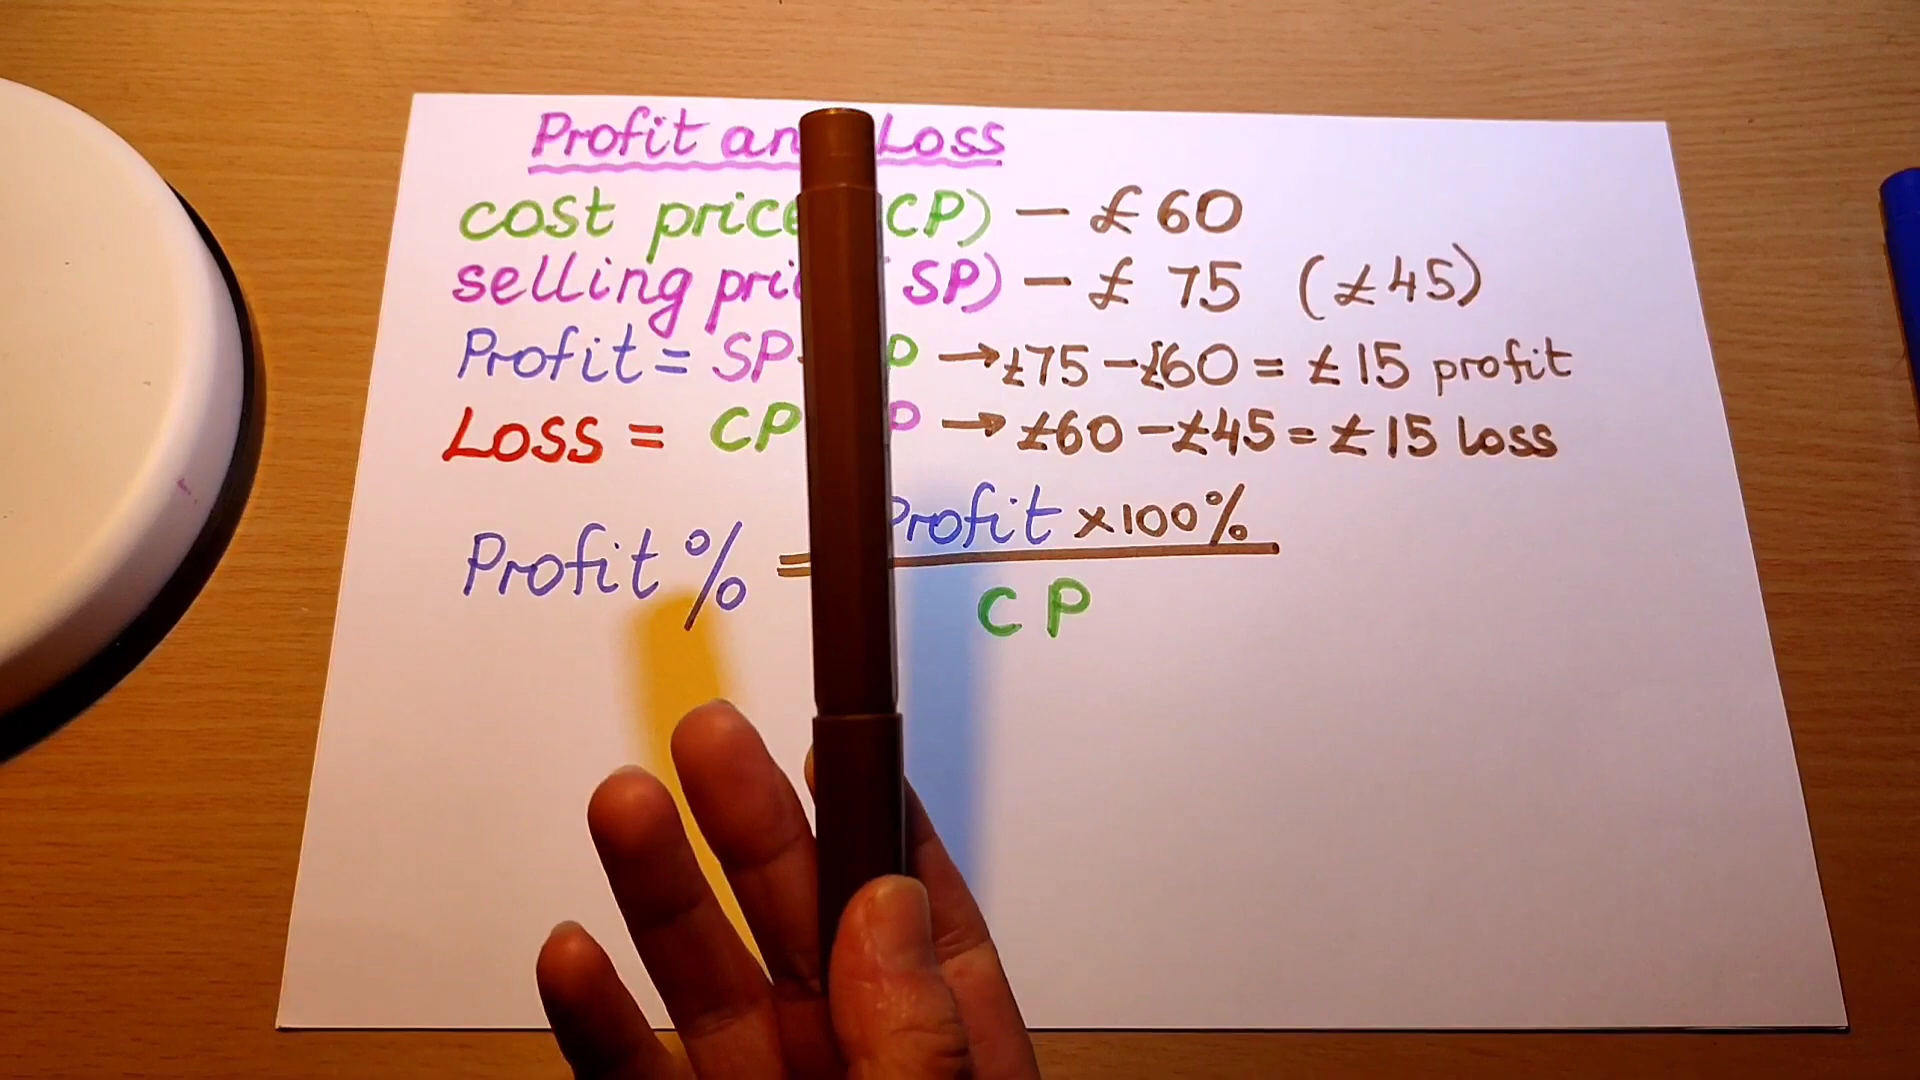 Profit an Loss
cost price CP) – £60
selling pri SP) – £ 75 (£45)
Profit = SP → £75 – £60 = £15 profit
Loss = CP → £60 – £45 = £15 loss
Profit % = Profit ×100%
CP